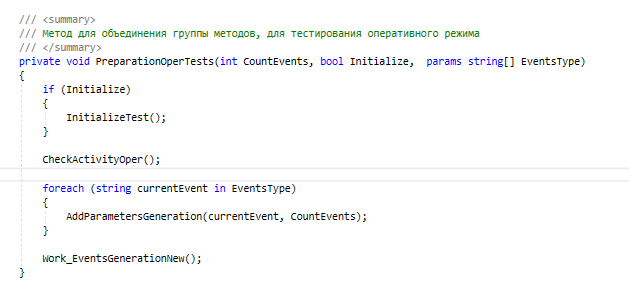 /// <summary>
/// Метод для объединения группы методов, для тестирования оперативного режима
/// </summary>
private void PreparationOperTests(int CountEvents, bool Initialize,  params string[] EventsType)
{
    if (Initialize)
    {
        InitializeTest();
    }
    CheckActivityOper();
    foreach (string currentEvent in EventsType)
    {
        AddParametersGeneration(currentEvent, CountEvents);
    }
    Work_EventsGenerationNew();
}